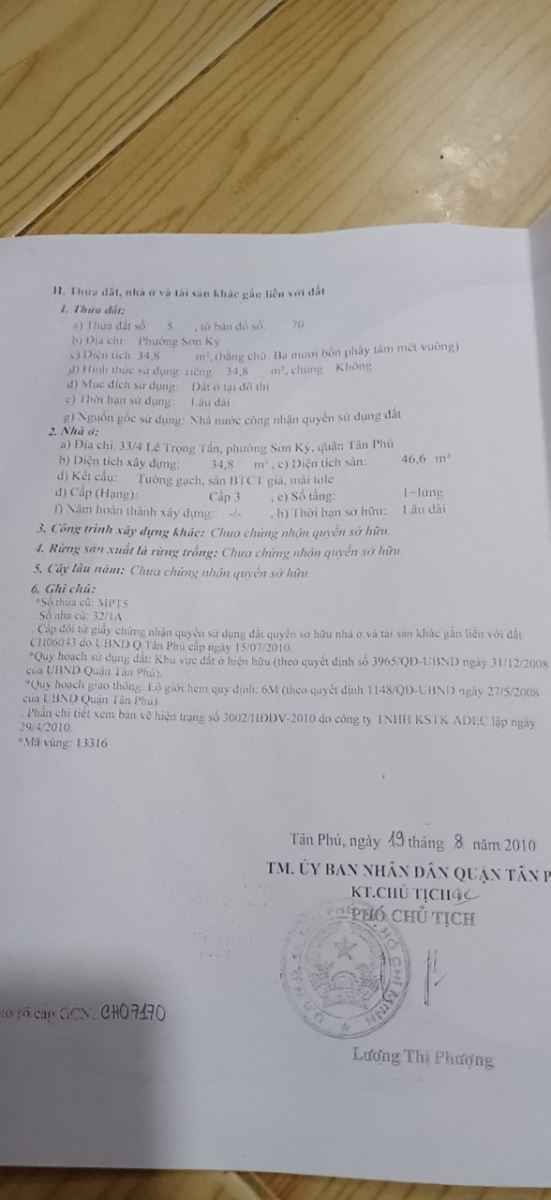 II. Thửa đất, nhà ở và tài sản khác gắn liền với đất
1. Thửa đất:
a) Thửa đất số: 5 , tờ bản đồ số: 70
b) Địa chỉ: Phường Sơn Kỳ
c) Diện tích: 34,8 m², (bằng chữ: Ba mươi bốn phẩy tám mét vuông)
d) Hình thức sử dụng: riêng 34,8 m², chung Không
đ) Mục đích sử dụng: Đất ở tại đô thị
e) Thời hạn sử dụng: Lâu dài
g) Nguồn gốc sử dụng: Nhà nước công nhận quyền sử dụng đất
2. Nhà ở:
a) Địa chỉ: 33/4 Lê Trọng Tấn, phường Sơn Kỳ, quận Tân Phú
b) Diện tích xây dựng: 34,8 m² , c) Diện tích sàn: 46,6 m²
d) Kết cấu: Tường gạch, sàn BTCT giả, mái tole
đ) Cấp (Hạng): Cấp 3 , e) Số tầng: 1-lửng
f) Năm hoàn thành xây dựng: -/- , h) Thời hạn sở hữu: Lâu dài
3. Công trình xây dựng khác: Chưa chứng nhận quyền sở hữu.
4. Rừng sản xuất là rừng trồng: Chưa chứng nhận quyền sở hữu.
5. Cây lâu năm: Chưa chứng nhận quyền sở hữu
6. Ghi chú:
*Số thửa cũ: MPT5
Số nhà cũ: 32/1A
. Cấp đổi từ giấy chứng nhận quyền sử dụng đất quyền sở hữu nhà ở và tài sản khác gắn liền với đất
CH06043 do UBND Q.Tân Phú cấp ngày 15/07/2010.
*Quy hoạch sử dụng đất: Khu vực đất ở hiện hữu (theo quyết định số 3965/QĐ-UBND ngày 31/12/2008
của UBND Quận Tân Phú).
*Quy hoạch giao thông: Lộ giới hẻm quy định: 6M (theo quyết định 1148/QĐ-UBND ngày 27/5/2008
của UBND Quận Tân Phú)
. Phần chi tiết xem bản vẽ hiện trạng số 3002/HĐĐV-2010 do công ty TNHH KSTK ADEC lập ngày
29/4/2010.
*Mã vùng: 13316
Tân Phú, ngày 19 tháng 8 năm 2010
TM. ỦY BAN NHÂN DÂN QUẬN TÂN P
KT.CHỦ TỊCH
PHÓ CHỦ TỊCH
số cấp GCN: CH07170
Lương Thị Phượng